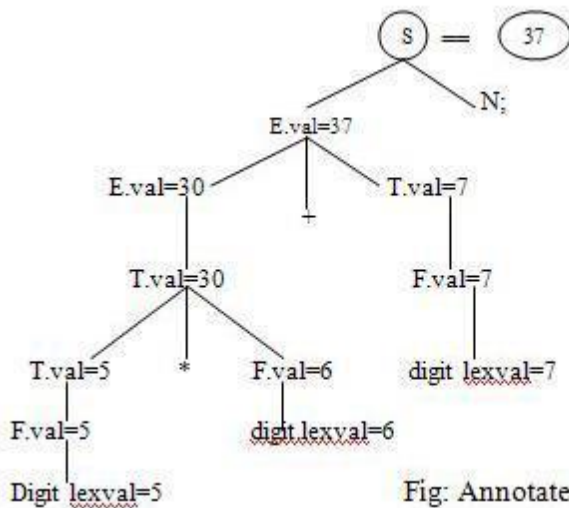 S = 37
N;
E.val=37
E.val=30 + T.val=7
T.val=30 F.val=7
T.val=5 * F.val=6 digit lexval=7
F.val=5 digit.lexval=6
Digit lexval=5 Fig: Annotate